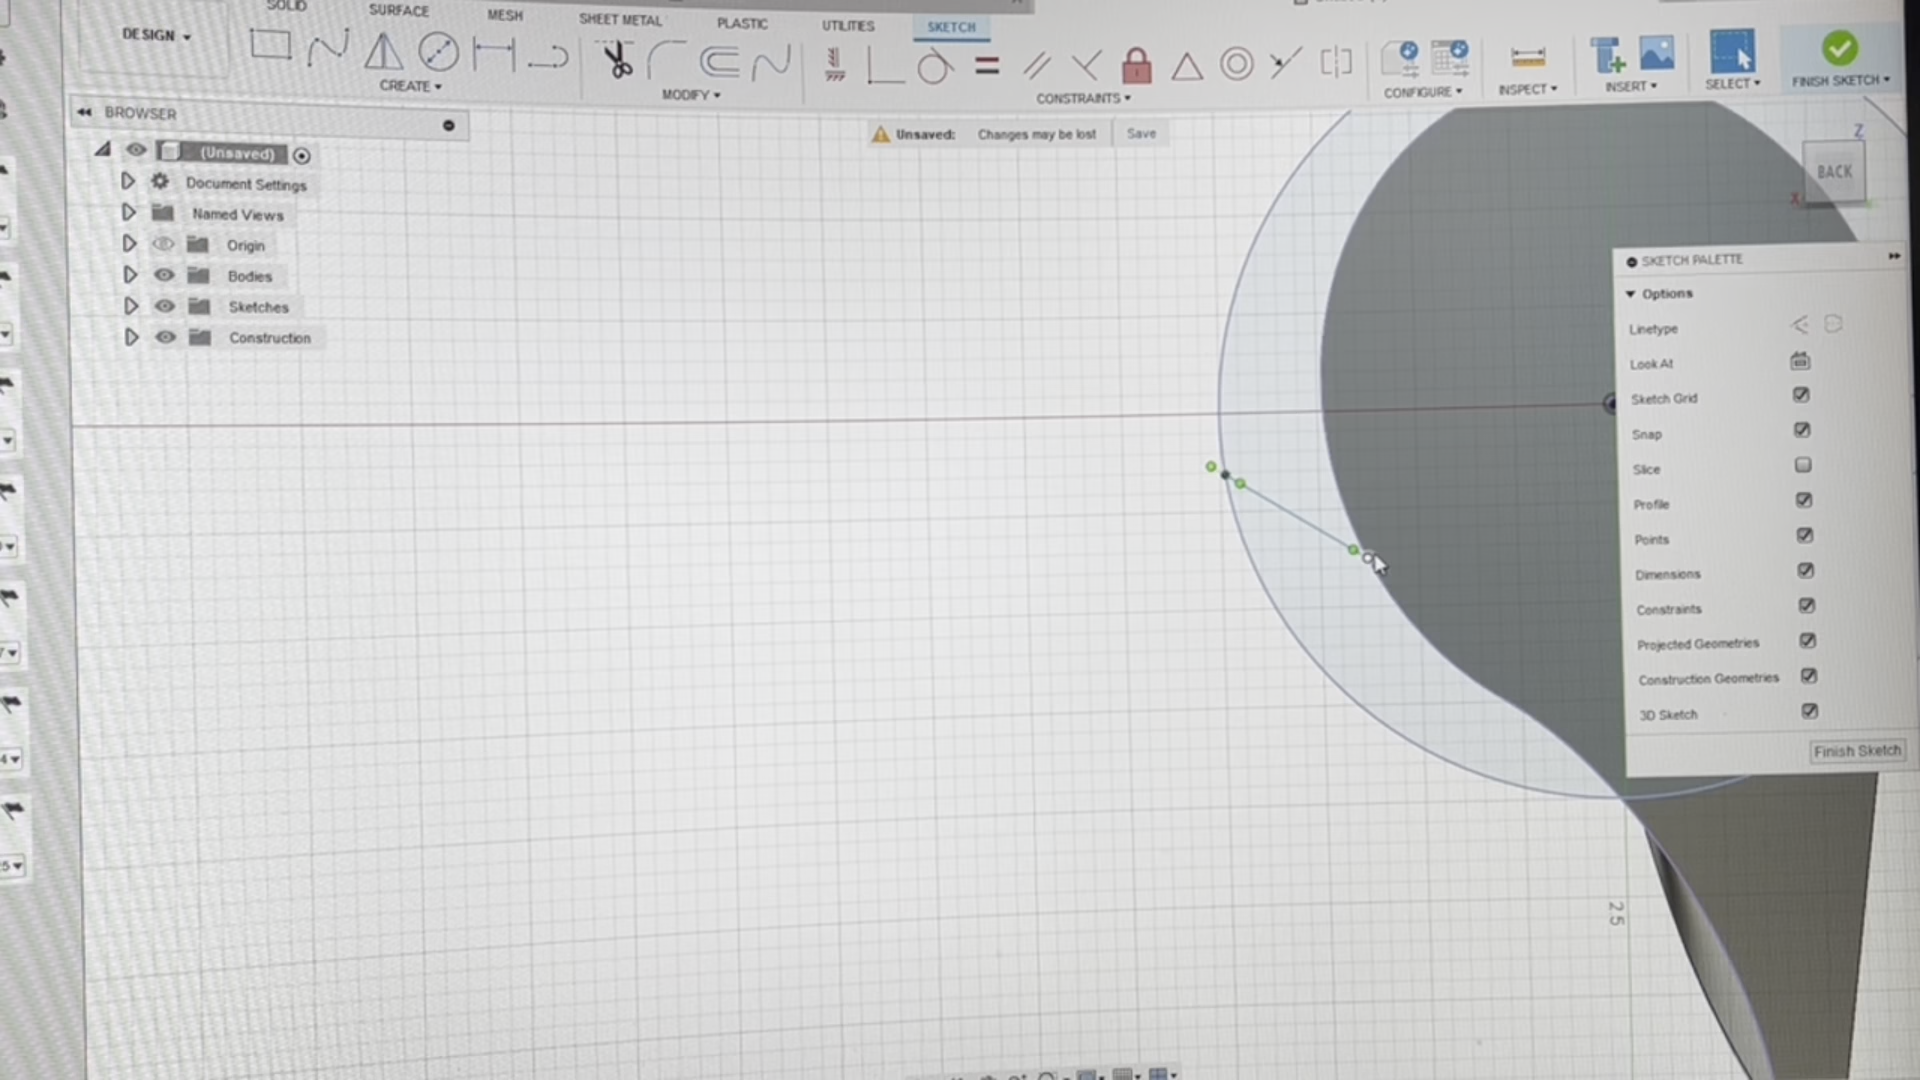 SOLID
SURFACE
MESH
SHEET METAL
PLASTIC
UTILITIES
SKETCH
DESIGN
CREATE
MODIFY
CONSTRAINTS
CONFIGURE
INSPECT
INSERT
SELECT
FINISH SKETCH
BROWSER
Unsaved: Changes may be lost Save
(Unsaved)
Document Settings
Named Views
Origin
Bodies
Sketches
Construction
Z
BACK
X
SKETCH PALETTE
Options
Linetype
Look At
Sketch Grid
Snap
Slice
Profile
Points
Dimensions
Constraints
Projected Geometries
Construction Geometries
3D Sketch
Finish Sketch
25